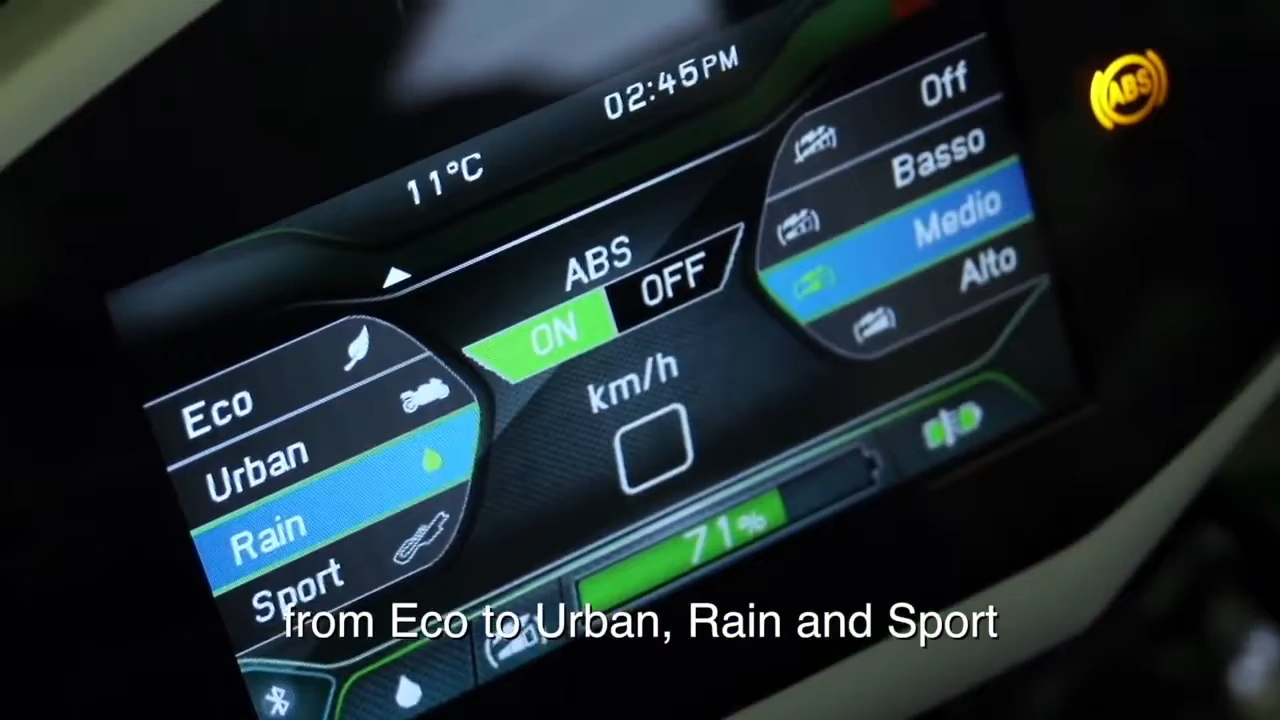 02:45PM
11°C
ABS
ON OFF
km/h
0
71%
Eco
Urban
Rain
Sport
Off
Basso
Medio
Alto
ABS
from Eco to Urban, Rain and Sport